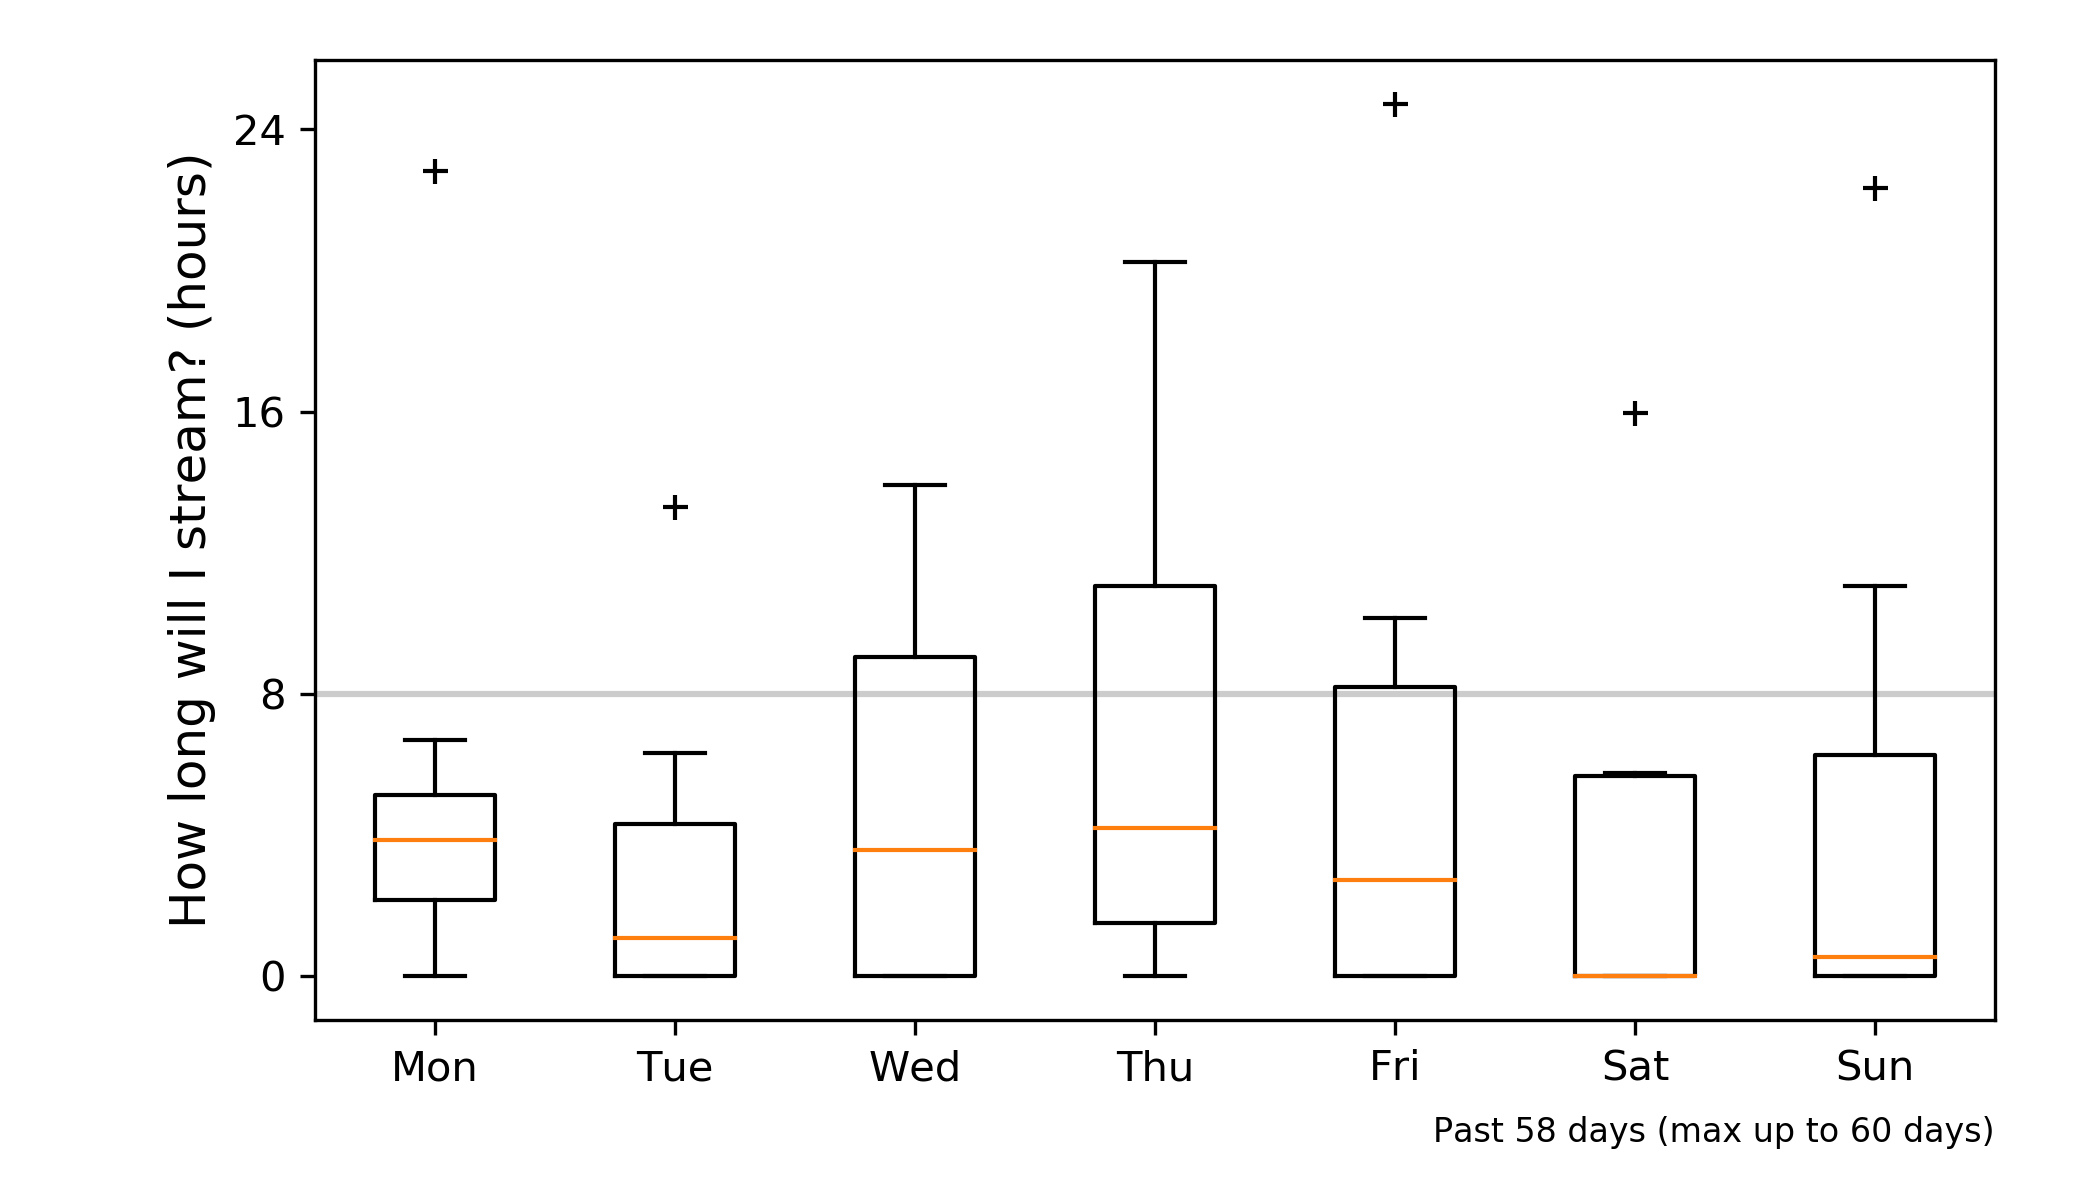 How long will I stream? (hours)
24
16
8
0
Mon Tue Wed Thu Fri Sat Sun
Past 58 days (max up to 60 days)